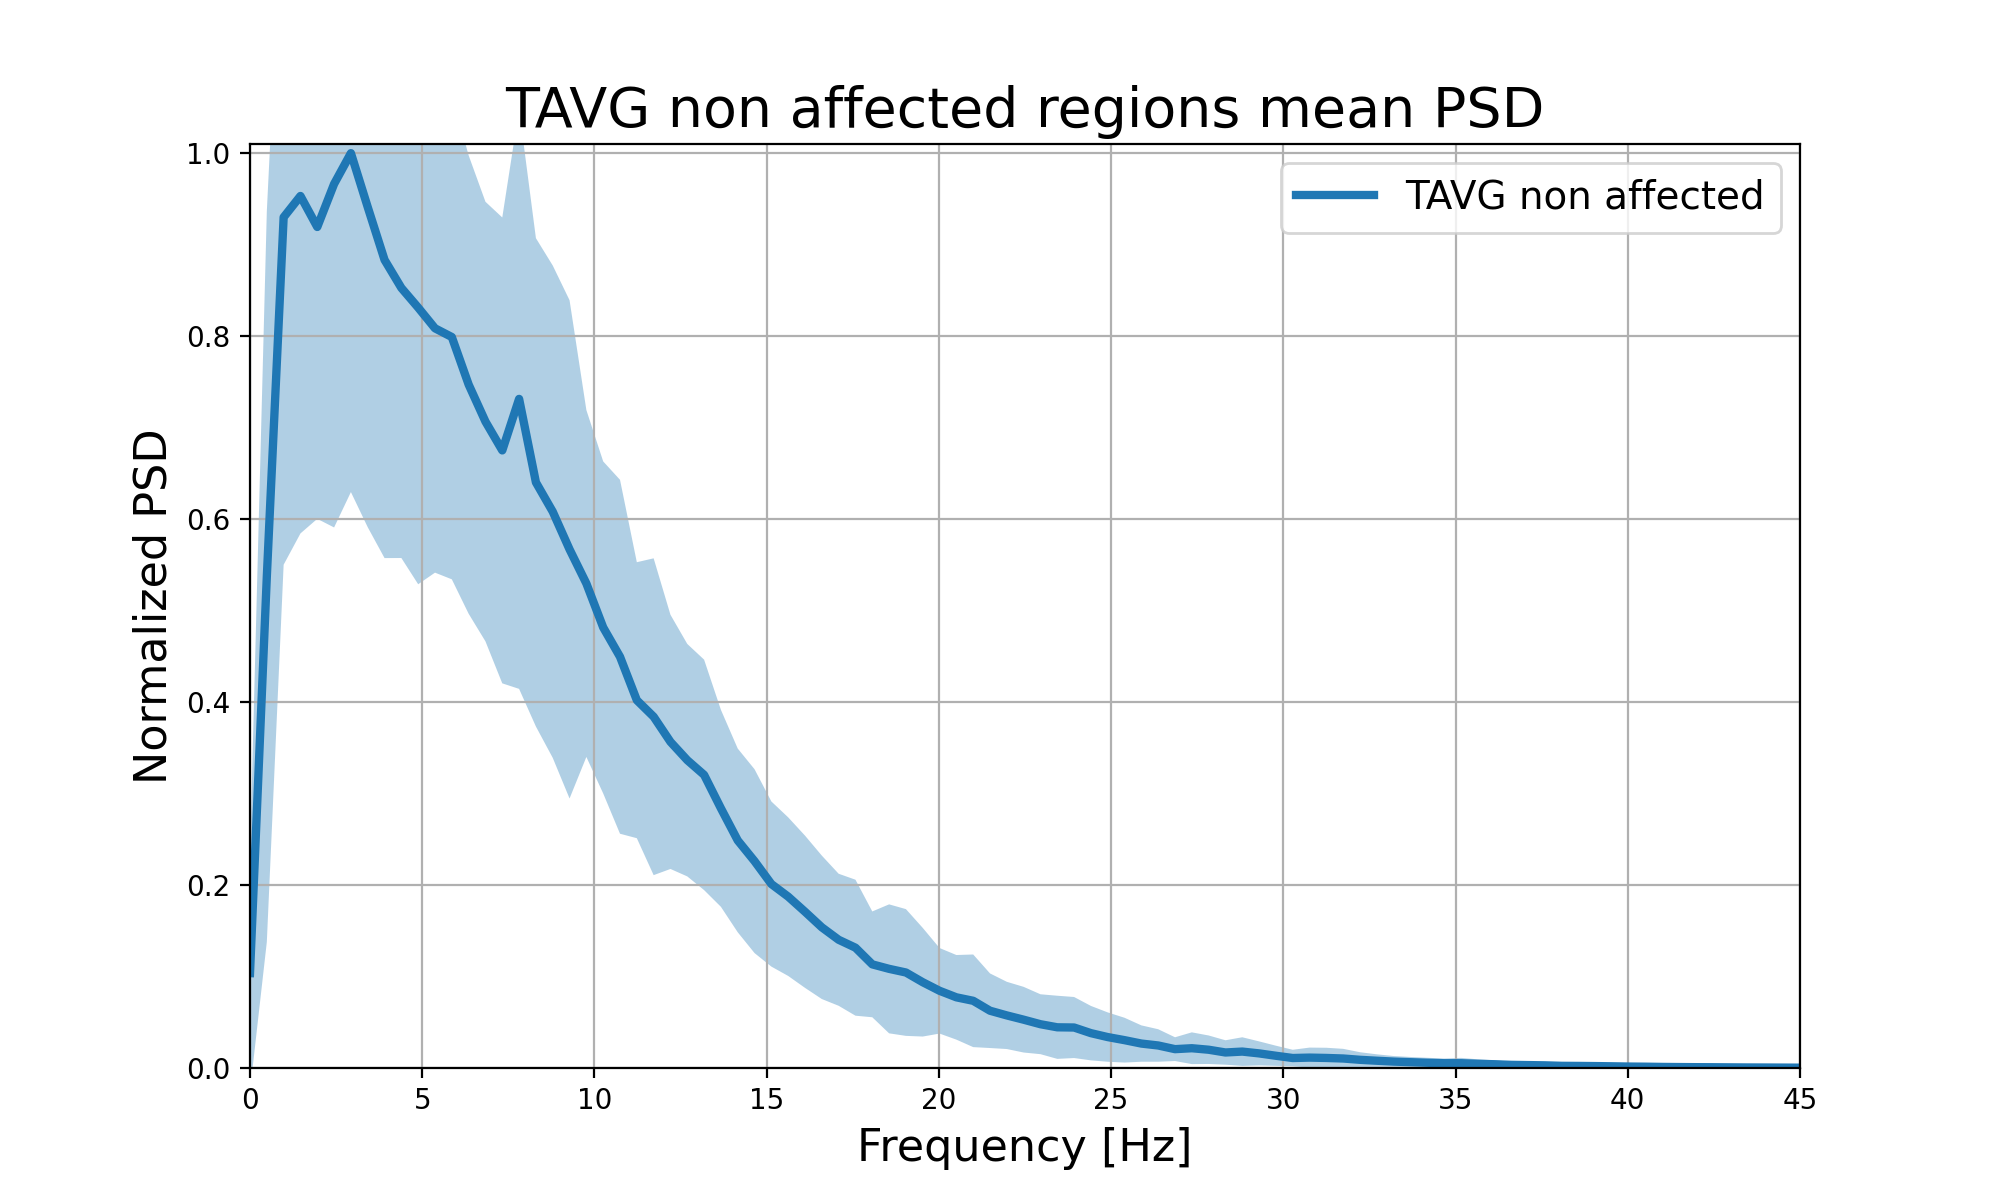 TAVG non affected regions mean PSD
TAVG non affected
Normalized PSD
1.0
0.8
0.6
0.4
0.2
0.0
0 5 10 15 20 25 30 35 40 45
Frequency [Hz]